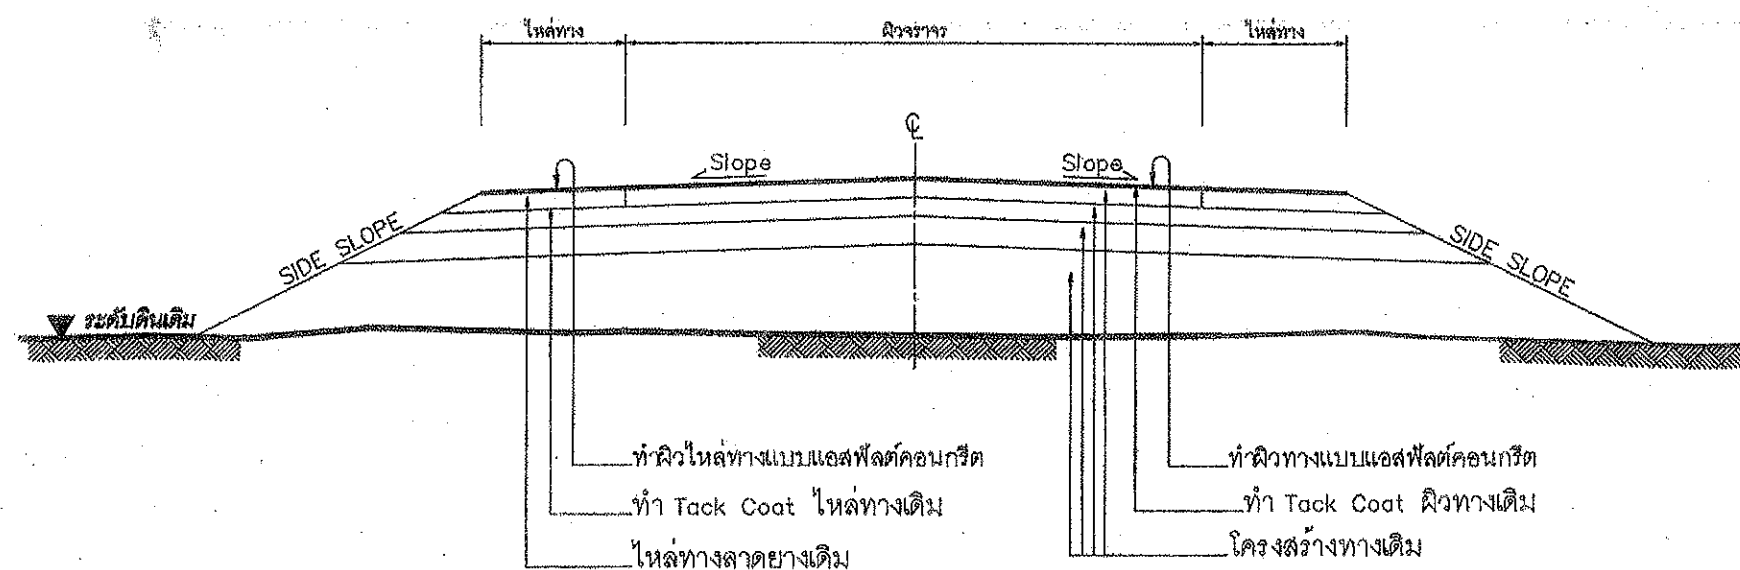 ไหล่ทาง ผิวจราจร ไหล่ทาง
℄
Slope Slope
SIDE SLOPE SIDE SLOPE
ระดับดินเดิม
ทำผิวไหล่ทางแบบแอสฟัลต์คอนกรีต ทำผิวทางแบบแอสฟัลต์คอนกรีต
ทำ Tack Coat ไหล่ทางเดิม ทำ Tack Coat ผิวทางเดิม
ไหล่ทางลาดยางเดิม โครงสร้างทางเดิม